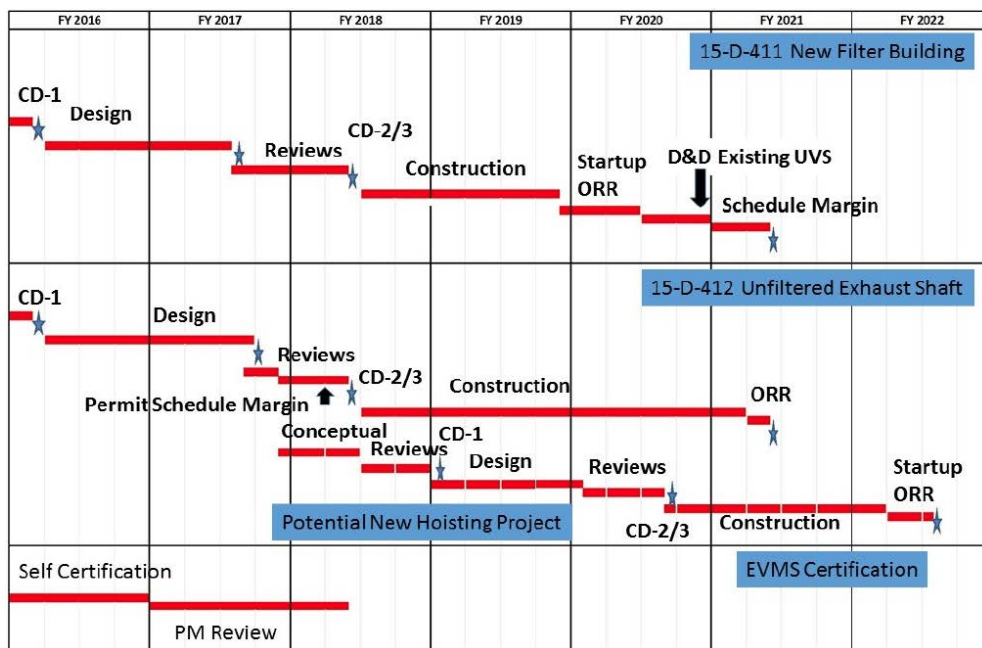 FY 2016 FY 2017 FY 2018 FY 2019 FY 2020 FY 2021 FY 2022
15-D-411 New Filter Building
CD-1
Design
CD-2/3
Reviews
Construction
Startup
ORR
D&D Existing UVS
Schedule Margin
15-D-412 Unfiltered Exhaust Shaft
CD-1
Design
Reviews
CD-2/3
Permit Schedule Margin
Construction
ORR
Conceptual
Reviews
CD-1
Design
Reviews
Startup
ORR
Potential New Hoisting Project
CD-2/3
Construction
Self Certification
EVMS Certification
PM Review